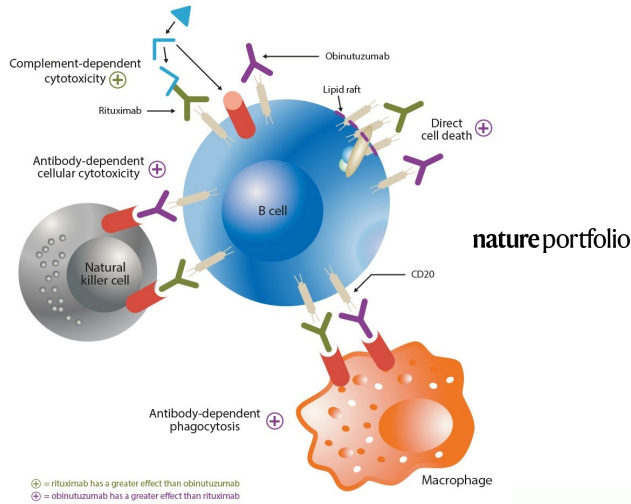 Complement-dependent
cytotoxicity
Obinutuzumab
Rituximab
Lipid raft
Direct
cell death
Antibody-dependent
cellular cytotoxicity
B cell
nature portfolio
Natural
killer cell
CD20
Antibody-dependent
phagocytosis
Macrophage
⊕ = rituximab has a greater effect than obinutuzumab
⊕ = obinutuzumab has a greater effect than rituximab